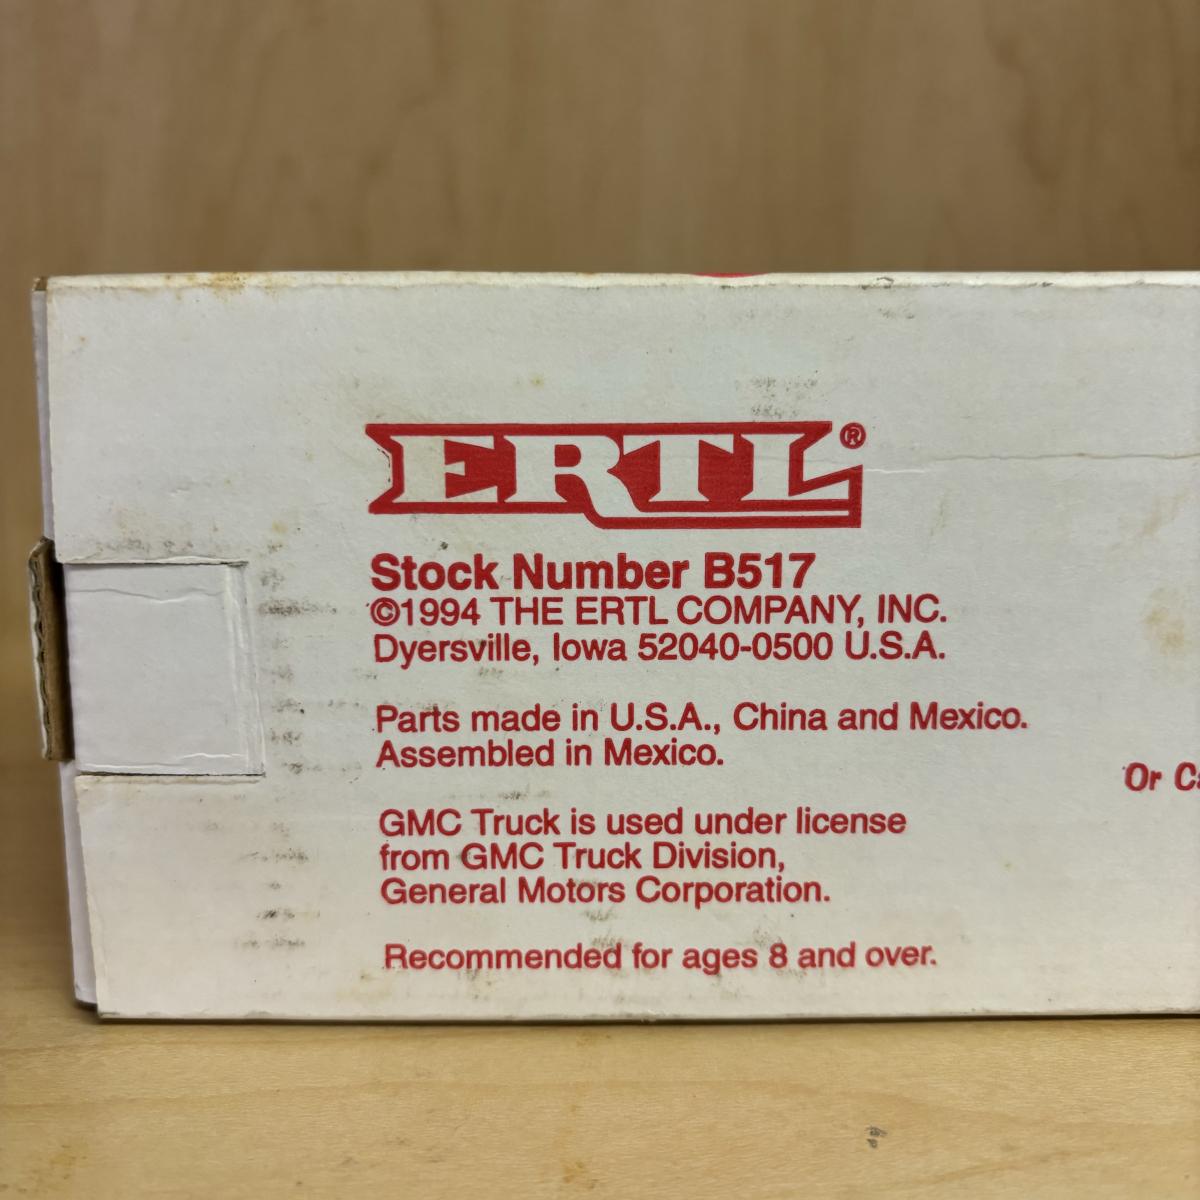 ERTL®
Stock Number B517
©1994 THE ERTL COMPANY, INC.
Dyersville, Iowa 52040-0500 U.S.A.
Parts made in U.S.A., China and Mexico.
Assembled in Mexico.
Or
GMC Truck is used under license
from GMC Truck Division,
General Motors Corporation.
Recommended for ages 8 and over.